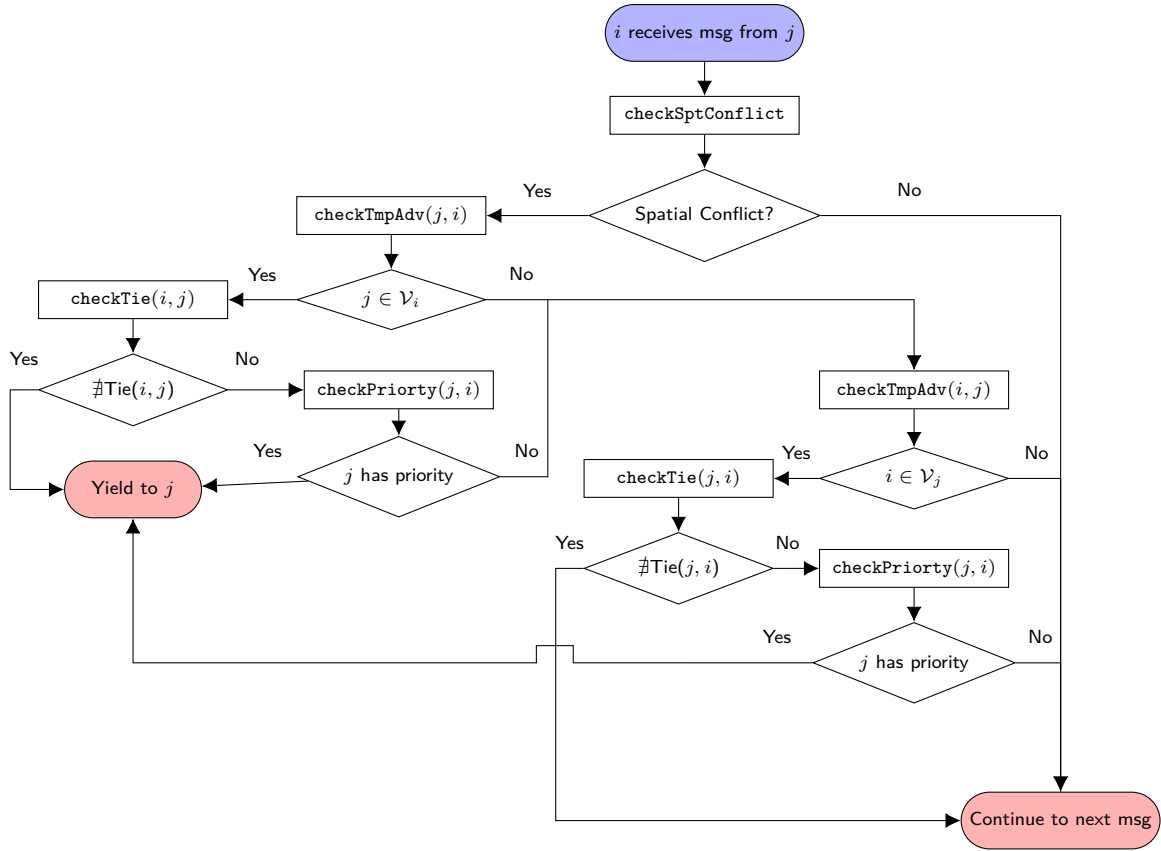 i receives msg from j
checkSptConflict
Spatial Conflict?
Yes
No
checkTmpAdv(j, i)
j ∈ 𝒱ᵢ
Yes
No
checkTie(i, j)
∄Tie(i, j)
Yes
No
checkPriorty(j, i)
j has priority
Yes
No
Yield to j
checkTmpAdv(i, j)
i ∈ 𝒱ⱼ
Yes
No
checkTie(j, i)
∄Tie(j, i)
Yes
No
checkPriorty(j, i)
j has priority
Yes
No
Continue to next msg